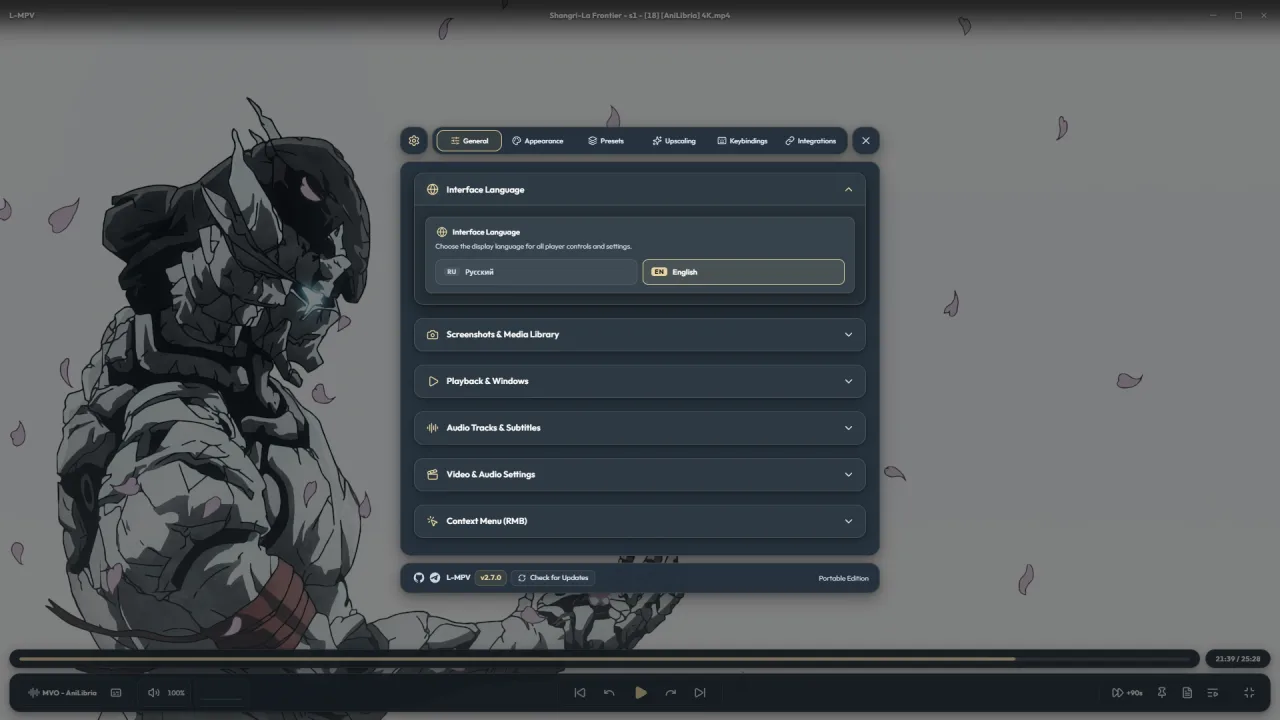 L-MPV
Shangri-La Frontier - s1 - [18] [AniLibria] 4K.mp4
General
Appearance
Presets
Upscaling
Keybindings
Integrations
Interface Language
Interface Language
Choose the display language for all player controls and settings.
RU Русский
EN English
Screenshots & Media Library
Playback & Windows
Audio Tracks & Subtitles
Video & Audio Settings
Context Menu (RMB)
L-MPV v2.7.0 Check for Updates
Portable Edition
21:39 / 25:28
MVO - AniLibria
100%
+90s